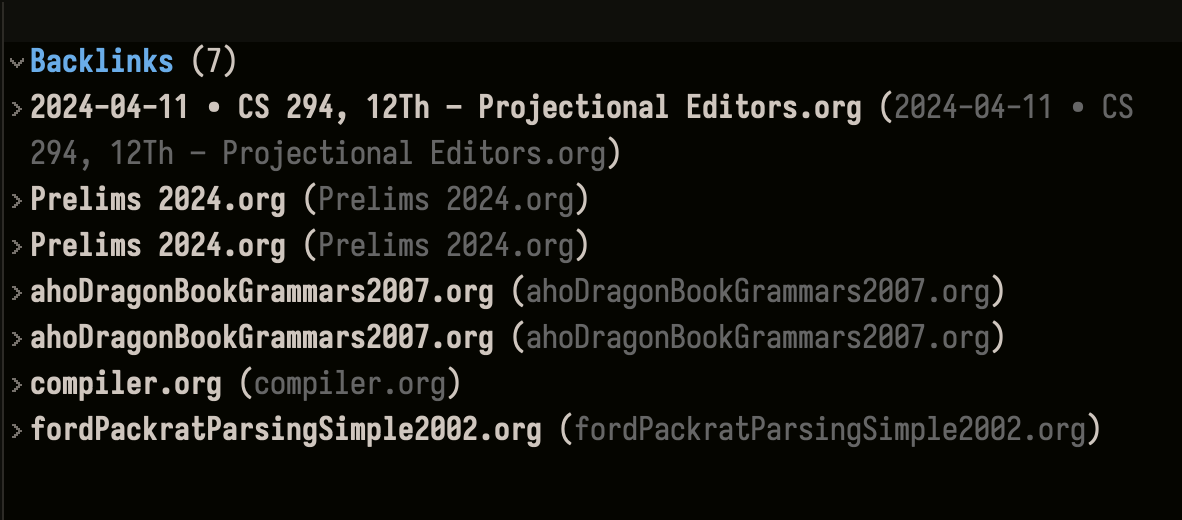 Backlinks (7)
2024-04-11 • CS 294, 12Th – Projectional Editors.org (2024-04-11 • CS
294, 12Th – Projectional Editors.org)
Prelims 2024.org (Prelims 2024.org)
Prelims 2024.org (Prelims 2024.org)
ahoDragonBookGrammars2007.org (ahoDragonBookGrammars2007.org)
ahoDragonBookGrammars2007.org (ahoDragonBookGrammars2007.org)
compiler.org (compiler.org)
fordPackratParsingSimple2002.org (fordPackratParsingSimple2002.org)